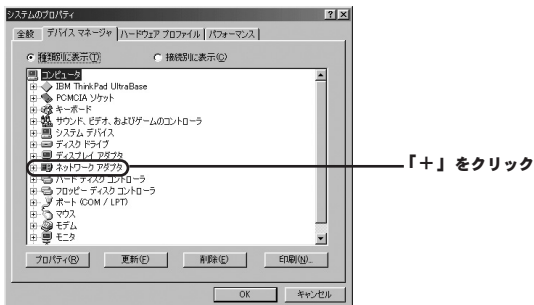 システムのプロパティ
全般 デバイス マネージャ ハードウェア プロファイル パフォーマンス
種類別に表示(T) 接続別に表示(C)
コンピュータ
IBM ThinkPad UltraBase
PCMCIA ソケット
キーボード
サウンド、ビデオ、およびゲームのコントローラ
システム デバイス
ディスク ドライブ
ディスプレイ アダプタ
ネットワーク アダプタ
ハード ディスク コントローラ
フロッピー ディスク コントローラ
ポート (COM / LPT)
マウス
モデム
モニタ
「+」をクリック
プロパティ(R) 更新(F) 削除(E) 印刷(N)...
OK キャンセル